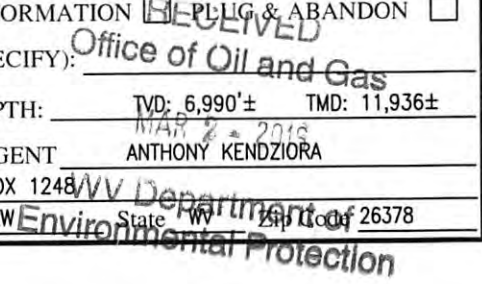 ORMATION PLUG & ABANDON
RECEIVED
ECIFY):
Office of Oil and Gas
PTH: TVD: 6,990'± TMD: 11,936±
MAR 2 - 2016
GENT ANTHONY KENDZIORA
OX 1248
WV Department of
W State WV Zip Code 26378
Environmental Protection